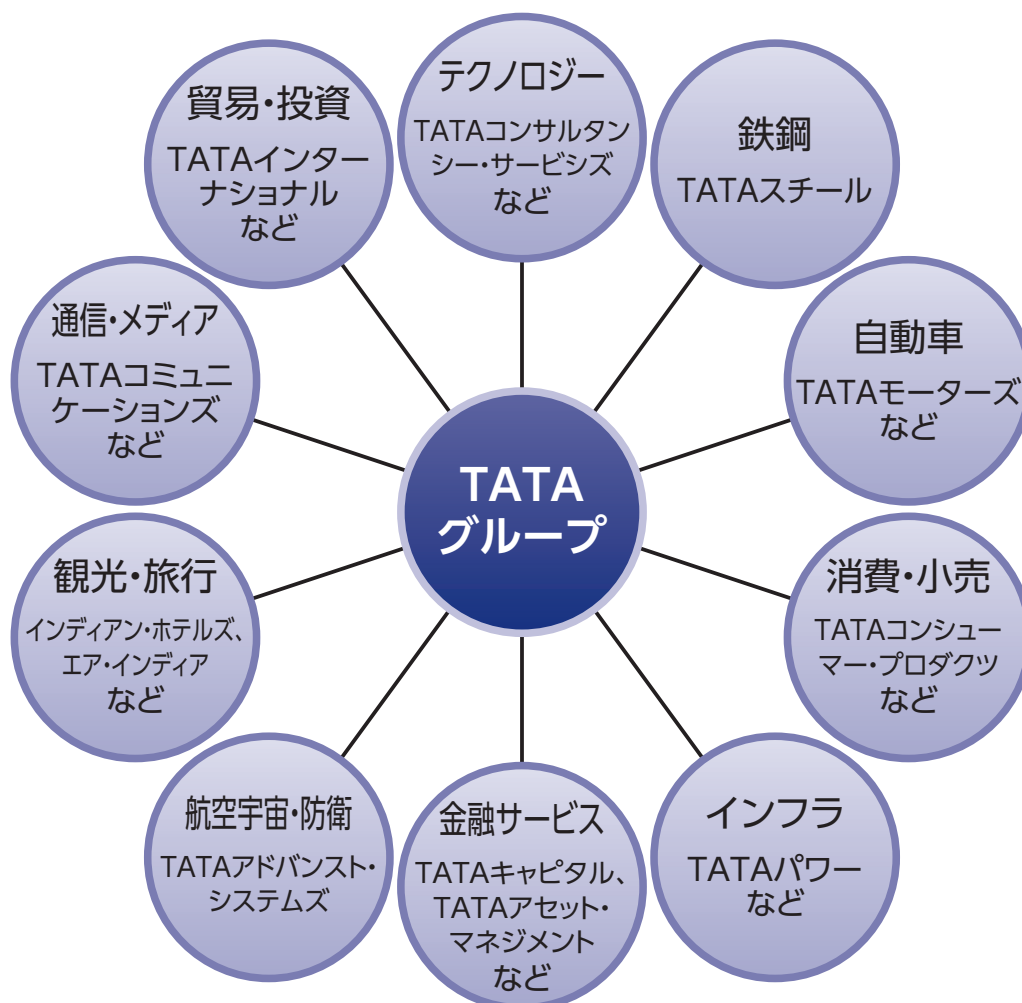 テクノロジー
TATAコンサルタン
シー・サービシズ
など
鉄鋼
TATAスチール
自動車
TATAモーターズ
など
消費・小売
TATAコンシュー
マー・プロダクツ
など
インフラ
TATAパワー
など
金融サービス
TATAキャピタル、
TATAアセット・
マネジメント
など
航空宇宙・防衛
TATAアドバンスト・
システムズ
観光・旅行
インディアン・ホテルズ、
エア・インディア
など
通信・メディア
TATAコミュニ
ケーションズ
など
貿易・投資
TATAインター
ナショナル
など
TATA
グループ